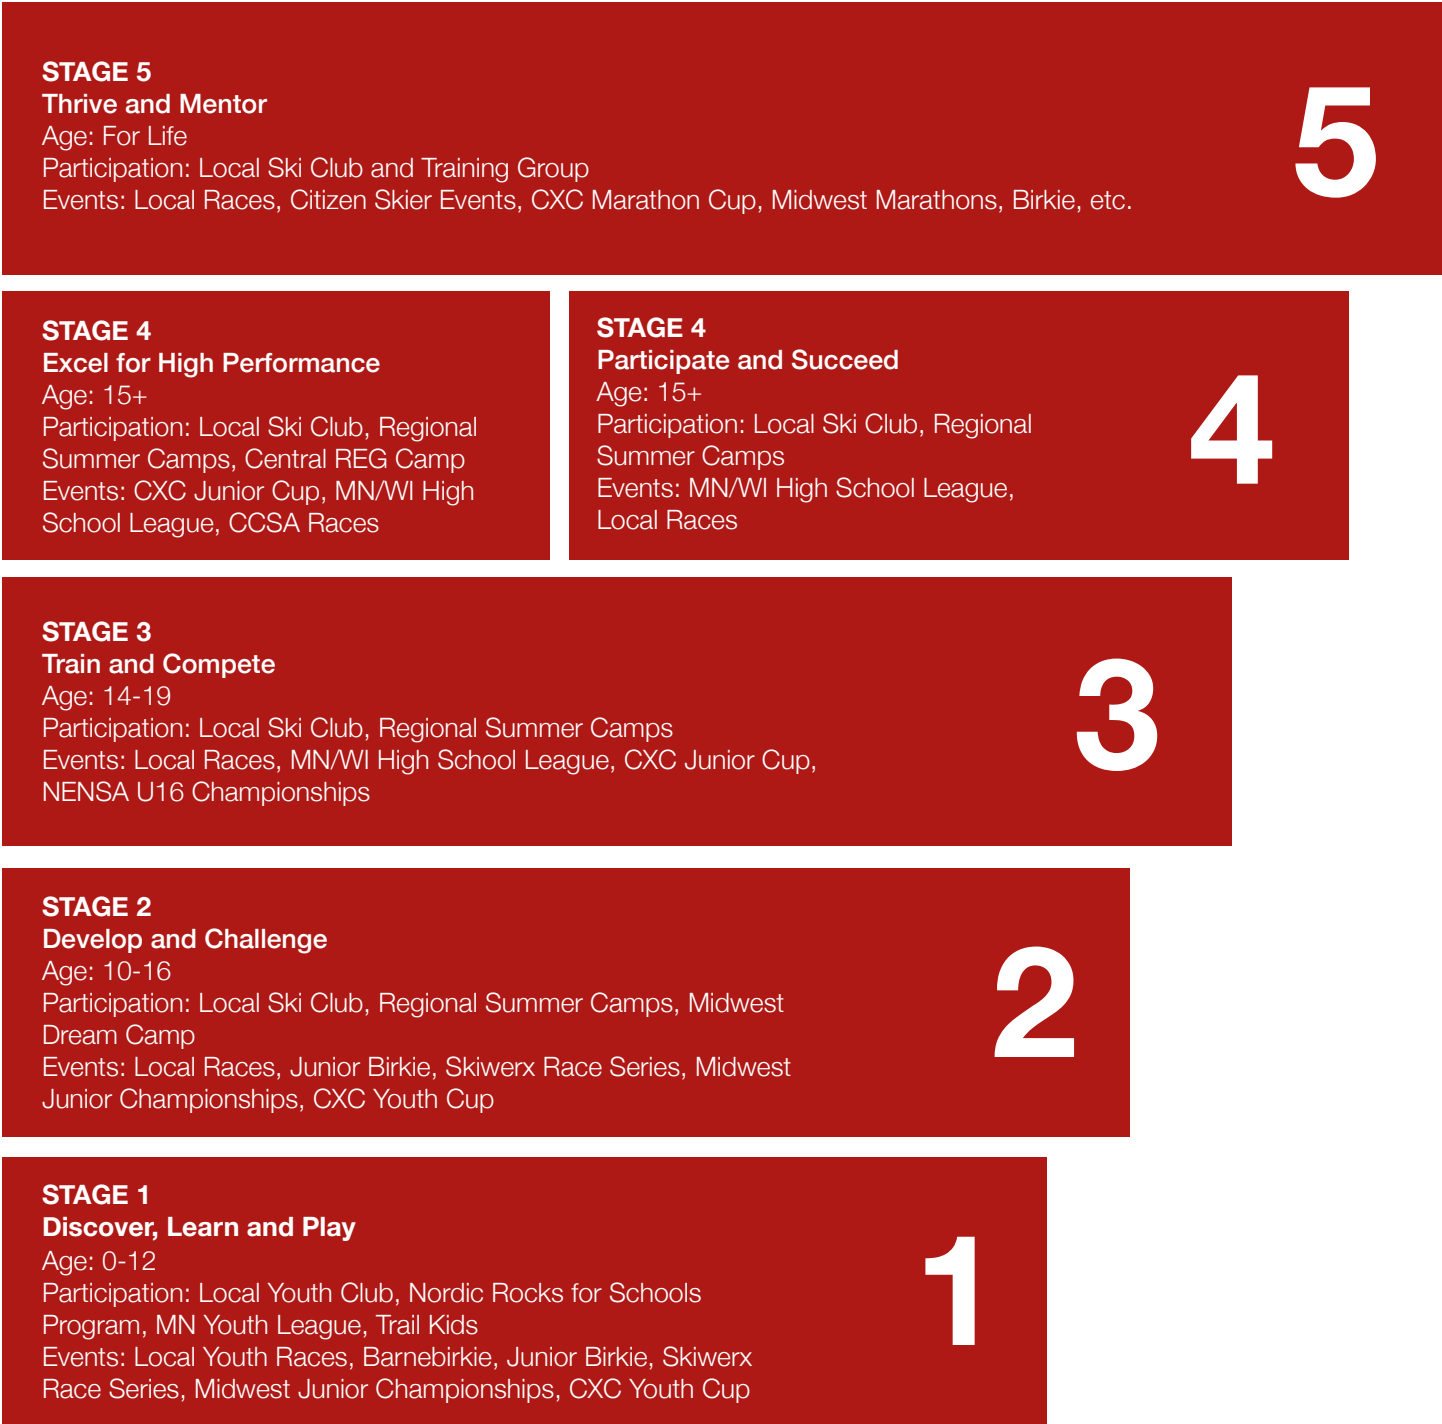 STAGE 5
Thrive and Mentor
Age: For Life
Participation: Local Ski Club and Training Group
Events: Local Races, Citizen Skier Events, CXC Marathon Cup, Midwest Marathons, Birkie, etc.
5
STAGE 4
Excel for High Performance
Age: 15+
Participation: Local Ski Club, Regional
Summer Camps, Central REG Camp
Events: CXC Junior Cup, MN/WI High
School League, CCSA Races
STAGE 4
Participate and Succeed
Age: 15+
Participation: Local Ski Club, Regional
Summer Camps
Events: MN/WI High School League,
Local Races
4
STAGE 3
Train and Compete
Age: 14-19
Participation: Local Ski Club, Regional Summer Camps
Events: Local Races, MN/WI High School League, CXC Junior Cup,
NENSA U16 Championships
3
STAGE 2
Develop and Challenge
Age: 10-16
Participation: Local Ski Club, Regional Summer Camps, Midwest
Dream Camp
Events: Local Races, Junior Birkie, Skiwerx Race Series, Midwest
Junior Championships, CXC Youth Cup
2
STAGE 1
Discover, Learn and Play
Age: 0-12
Participation: Local Youth Club, Nordic Rocks for Schools
Program, MN Youth League, Trail Kids
Events: Local Youth Races, Barnebirkie, Junior Birkie, Skiwerx
Race Series, Midwest Junior Championships, CXC Youth Cup
1